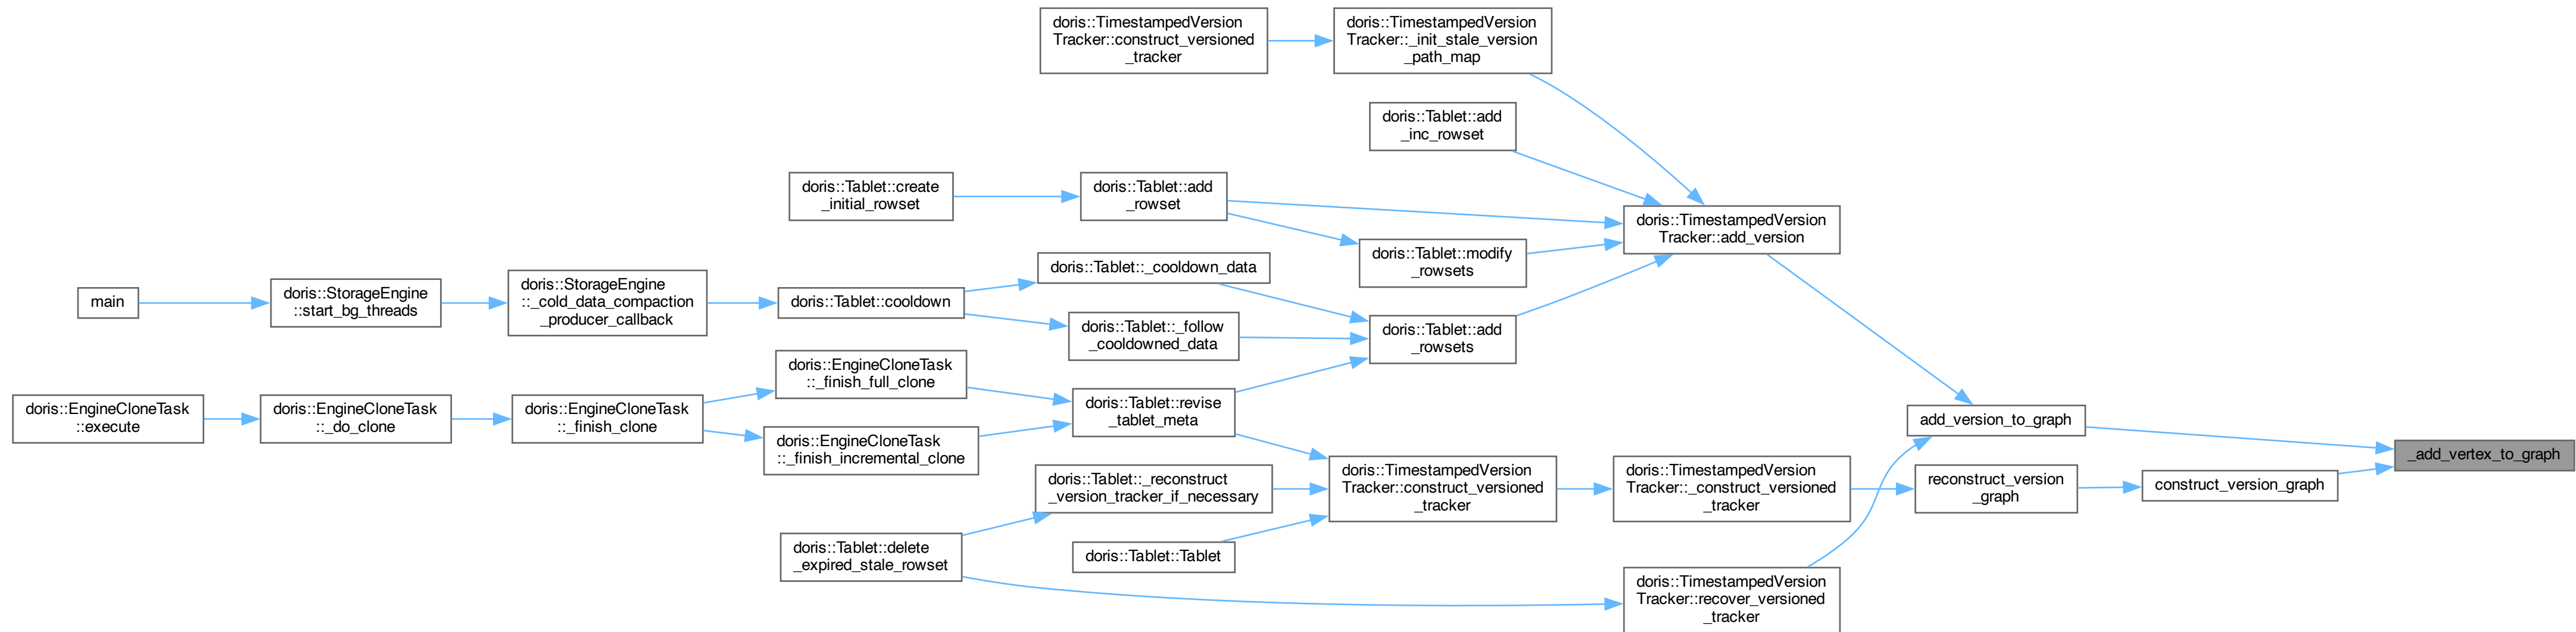 doris::TimestampedVersion
Tracker::construct_versioned
_tracker
doris::TimestampedVersion
Tracker::_init_stale_version
_path_map
doris::Tablet::add
_inc_rowset
doris::Tablet::create
_initial_rowset
doris::Tablet::add
_rowset
doris::TimestampedVersion
Tracker::add_version
doris::Tablet::modify
_rowsets
doris::Tablet::_cooldown_data
main
doris::StorageEngine
::start_bg_threads
doris::StorageEngine
::_cold_data_compaction
_producer_callback
doris::Tablet::cooldown
doris::Tablet::_follow
_cooldowned_data
doris::Tablet::add
_rowsets
doris::EngineCloneTask
::_finish_full_clone
doris::EngineCloneTask
::execute
doris::EngineCloneTask
::_do_clone
doris::EngineCloneTask
::_finish_clone
doris::Tablet::revise
_tablet_meta
add_version_to_graph
doris::EngineCloneTask
::_finish_incremental_clone
_add_vertex_to_graph
doris::Tablet::_reconstruct
_version_tracker_if_necessary
doris::TimestampedVersion
Tracker::construct_versioned
_tracker
doris::TimestampedVersion
Tracker::_construct_versioned
_tracker
reconstruct_version
_graph
construct_version_graph
doris::Tablet::delete
_expired_stale_rowset
doris::Tablet::Tablet
doris::TimestampedVersion
Tracker::recover_versioned
_tracker